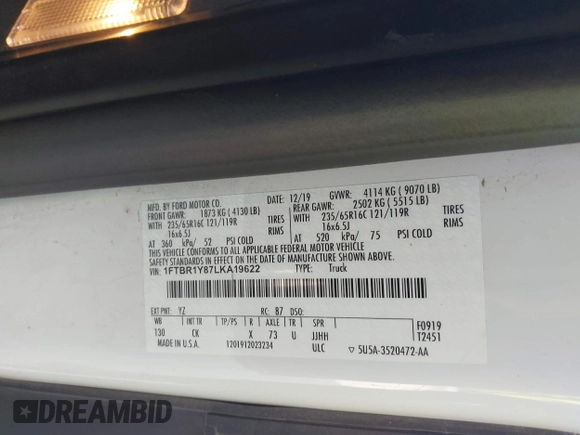 MFD. BY FORD MOTOR CO. 12/19 GVWR: 4114 KG ( 9070 LB)
FRONT GAWR: 1873 KG ( 4130 LB) REAR GAWR: 2502 KG ( 5515 LB)
WITH 235/65R16C 121/119R TIRES WITH 235/65R16C 121/119R TIRES
16x6.5J RIMS 16x6.5J RIMS
AT 360 kPa/ 52 PSI COLD AT 520 kPa/ 75 PSI COLD
THIS VEHICLE CONFORMS TO ALL APPLICABLE FEDERAL MOTOR VEHICLE
SAFETY STANDARDS IN EFFECT ON THE DATE OF MANUFACTURE SHOWN ABOVE.
VIN: 1FTBR1Y87LKA19622 TYPE: Truck
EXT PNT: YZ RC: 87 DSO:
WB INT TR TP/PS R AXLE TR SPR F0919
130 CK X 73 U JJHH T2451
MADE IN U.S.A. 1201912023234 ULC 5U5A-3520472-AA
DREAMBID